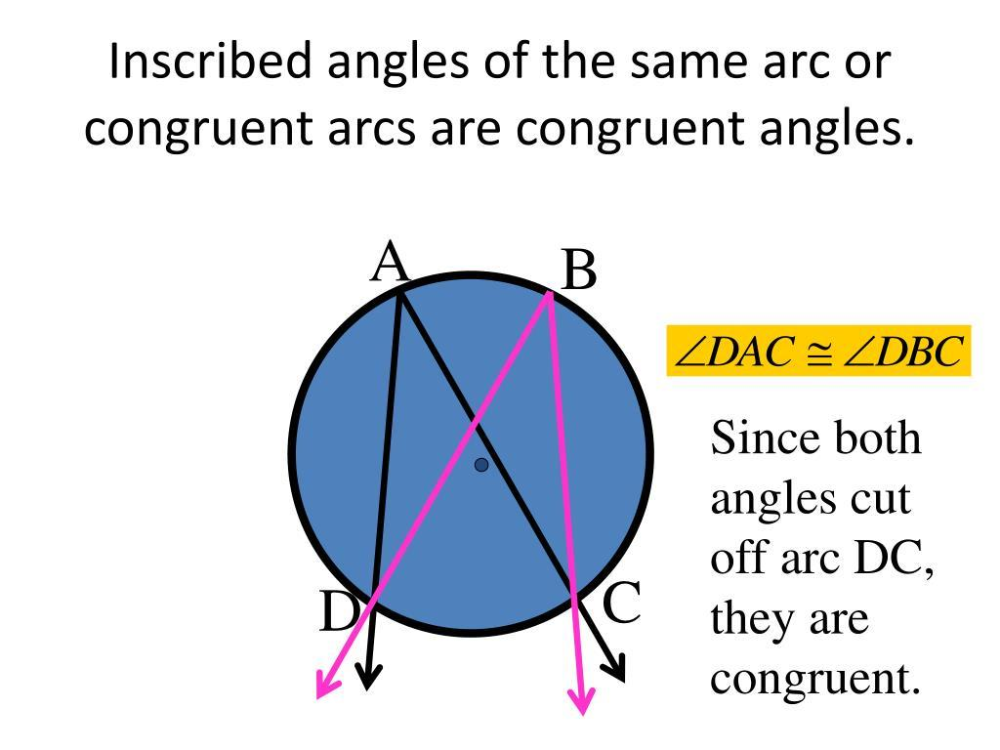 Inscribed angles of the same arc or
congruent arcs are congruent angles.
A
B
∠DAC ≅ ∠DBC
Since both
angles cut
off arc DC,
they are
congruent.
D
C